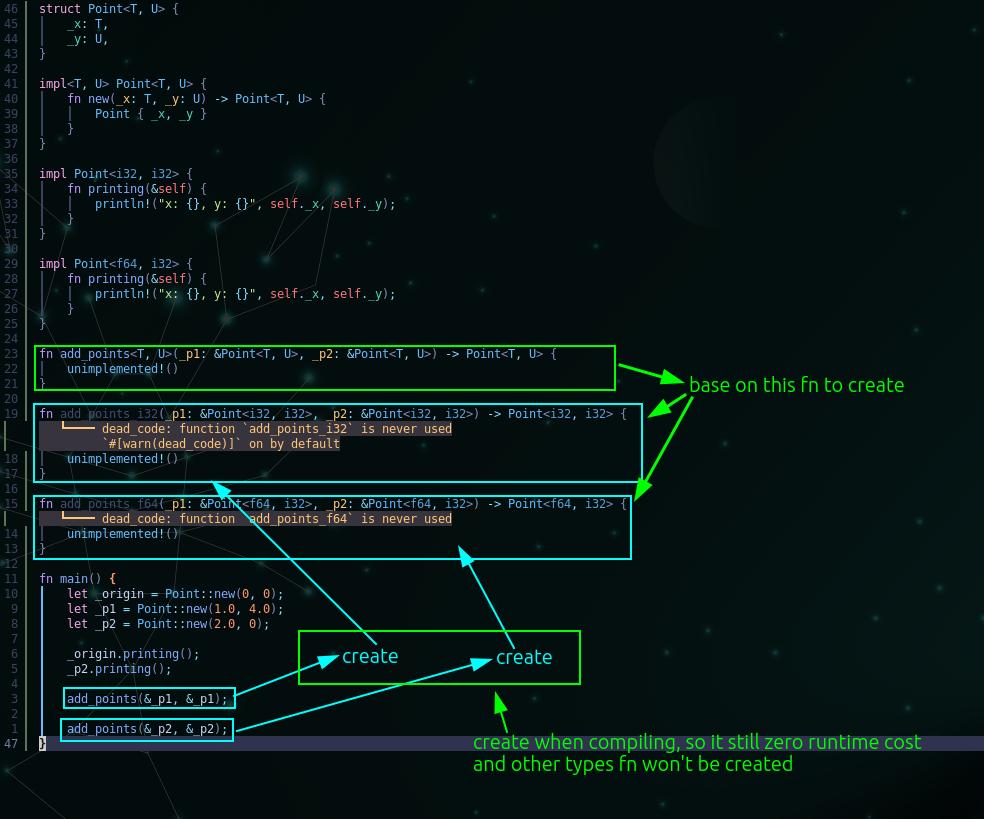 46 struct Point<T, U> {
45 _x: T,
44 _y: U,
43 }
42
41 impl<T, U> Point<T, U> {
40 fn new(_x: T, _y: U) -> Point<T, U> {
39 Point { _x, _y }
38 }
37 }
36
35 impl Point<i32, i32> {
34 fn printing(&self) {
33 println!("x: {}, y: {}", self._x, self._y);
32 }
31 }
30
29 impl Point<f64, i32> {
28 fn printing(&self) {
27 println!("x: {}, y: {}", self._x, self._y);
26 }
25 }
24
23 fn add_points<T, U>(_p1: &Point<T, U>, _p2: &Point<T, U>) -> Point<T, U> {
22 unimplemented!()
21 }
base on this fn to create
20
19 fn add_points_i32(_p1: &Point<i32, i32>, _p2: &Point<i32, i32>) -> Point<i32, i32> {
dead_code: function `add_points_i32` is never used
`#[warn(dead_code)]` on by default
18 unimplemented!()
17 }
16
15 fn add_points_f64(_p1: &Point<f64, i32>, _p2: &Point<f64, i32>) -> Point<f64, i32> {
dead_code: function `add_points_f64` is never used
14 unimplemented!()
13 }
12
11 fn main() {
10 let _origin = Point::new(0, 0);
9 let _p1 = Point::new(1.0, 4.0);
8 let _p2 = Point::new(2.0, 0);
7
6 _origin.printing();
create create
5 _p2.printing();
4
3 add_points(&_p1, &_p1);
2
1 add_points(&_p2, &_p2);
47 }
create when compiling, so it still zero runtime cost
and other types fn won't be created